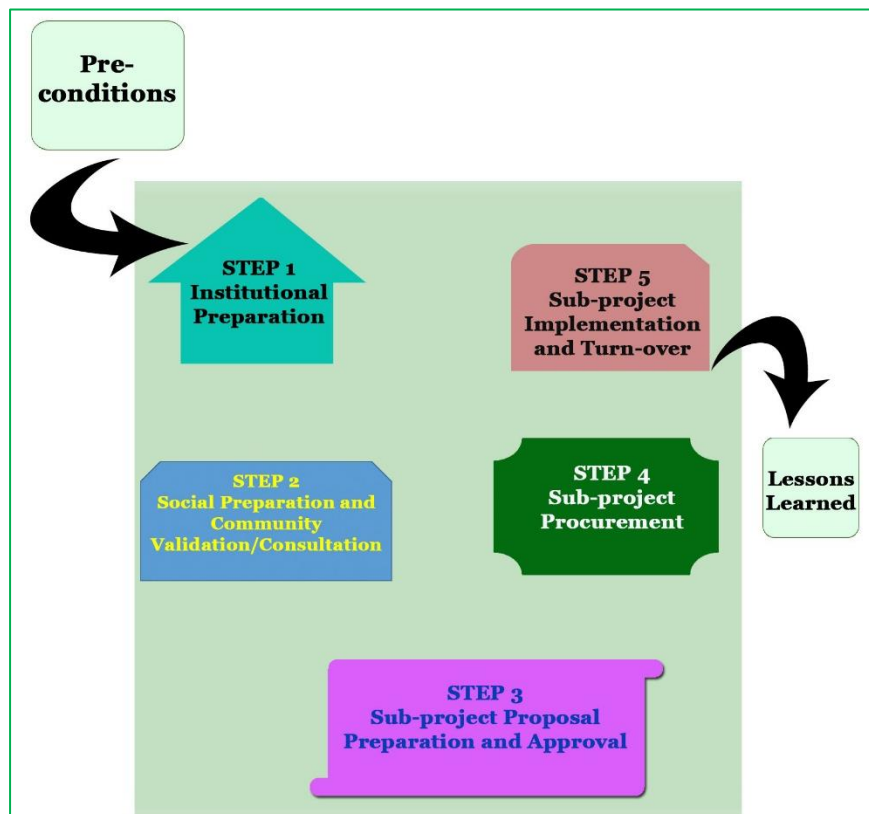 Pre-
conditions
STEP 1
Institutional
Preparation
STEP 2
Social Preparation and
Community
Validation/Consultation
STEP 3
Sub-project Proposal
Preparation and Approval
STEP 4
Sub-project
Procurement
STEP 5
Sub-project
Implementation
and Turn-over
Lessons
Learned